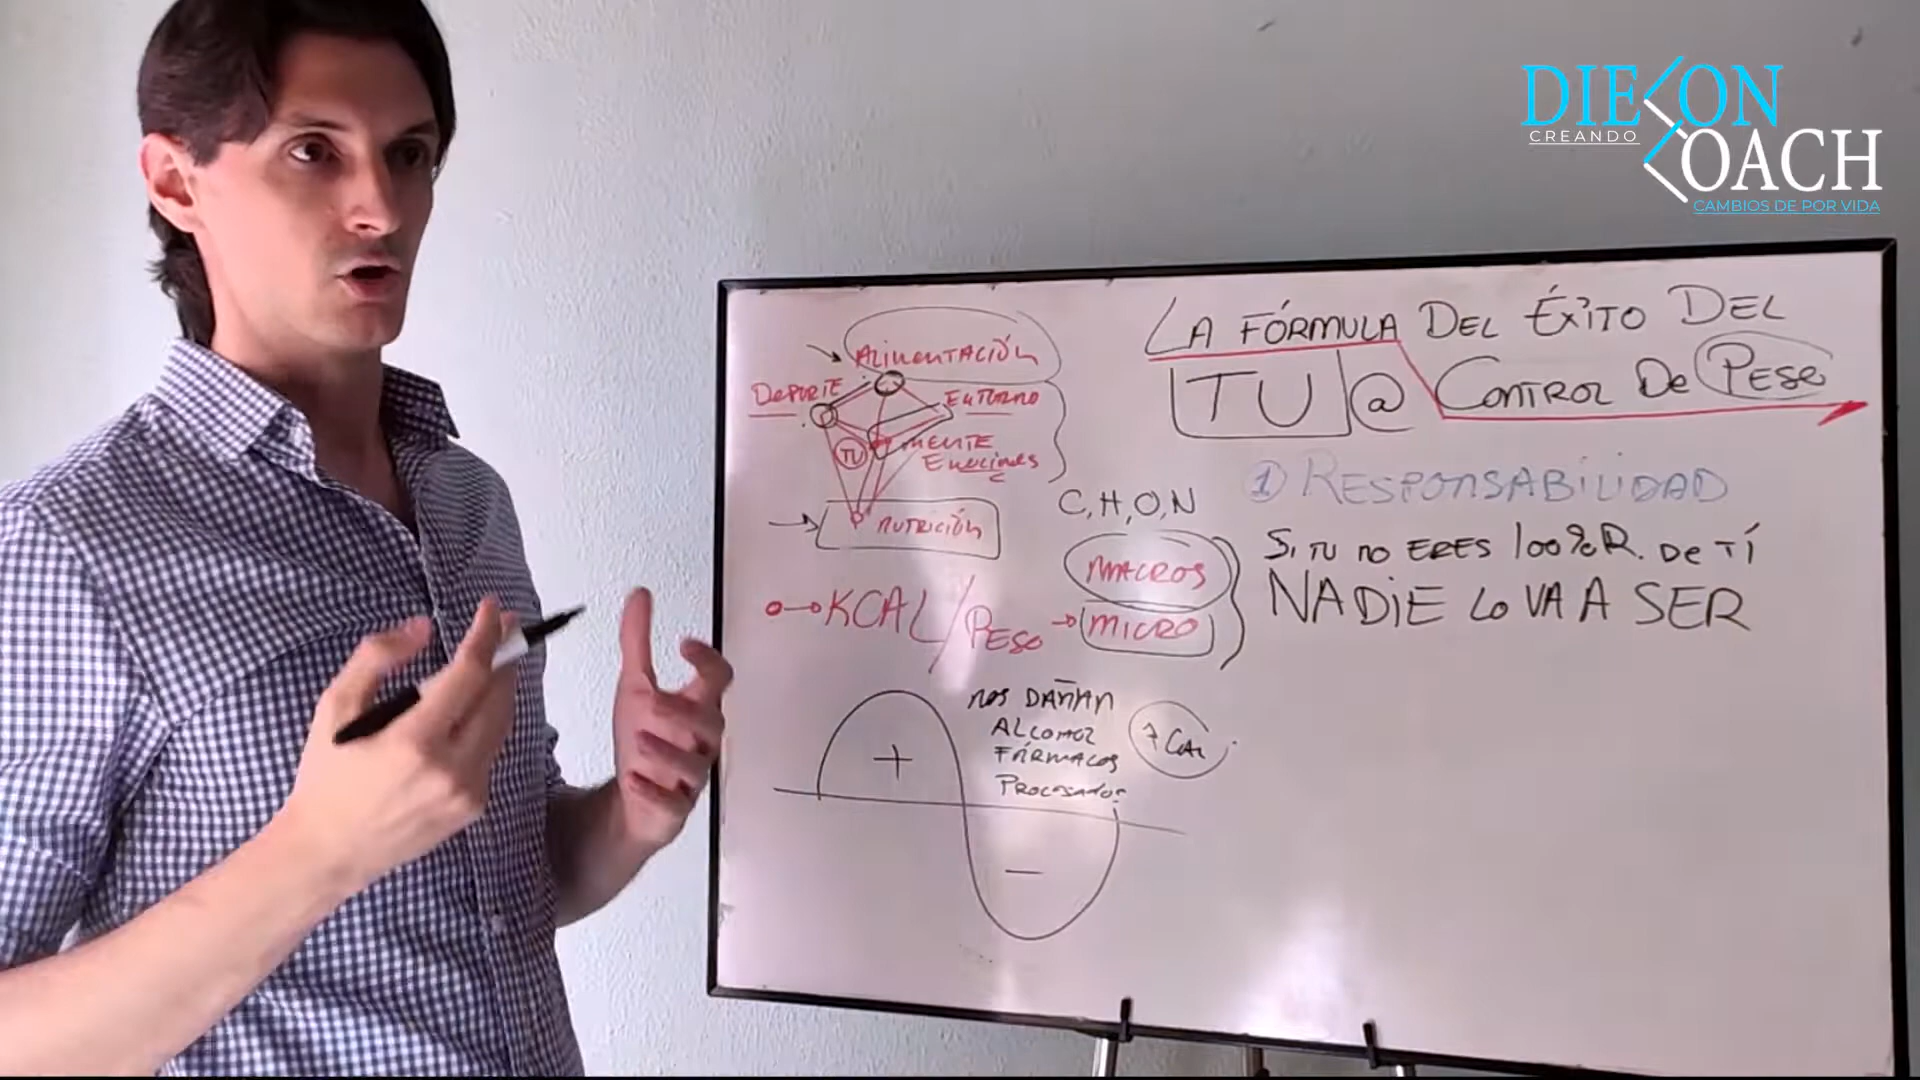 DIEGON
CREANDO
COACH
CAMBIOS DE POR VIDA
LA FÓRMULA DEL ÉXITO DEL
TU @ CONTROL DE PESO
ALIMENTACIÓN
DEPORTE
ENTORNO
TU
MENTE
EMOCIONES
NUTRICIÓN
KCAL/PESO
C, H, O, N
MACROS
MICRO
NOS DAÑAN
ALCOHOL
FÁRMACOS
PROCESADOS
7 CAL
+
−
1 RESPONSABILIDAD
SI TU NO ERES 100% R. DE TÍ
NADIE LO VA A SER